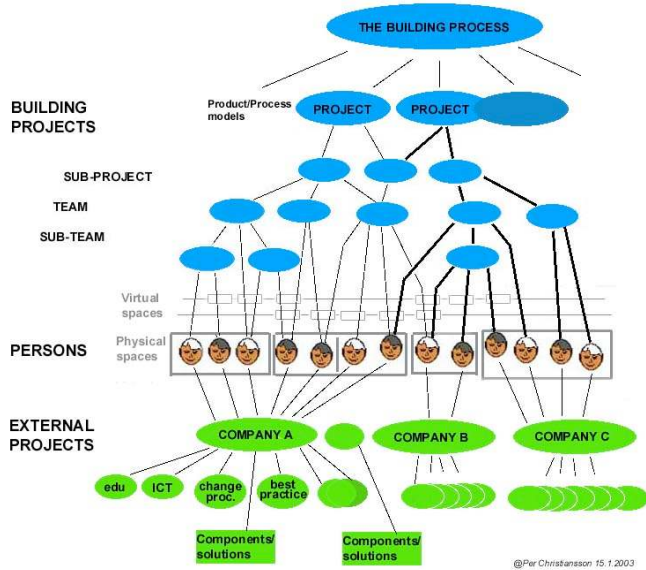 THE BUILDING PROCESS
BUILDING
PROJECTS
Product/Process
models
PROJECT
PROJECT
SUB-PROJECT
TEAM
SUB-TEAM
Virtual
spaces
PERSONS
Physical
spaces
EXTERNAL
PROJECTS
COMPANY A
COMPANY B
COMPANY C
edu
ICT
change
proc.
best
practice
Components/
solutions
Components/
solutions
@Per Christiansson 15.1.2003